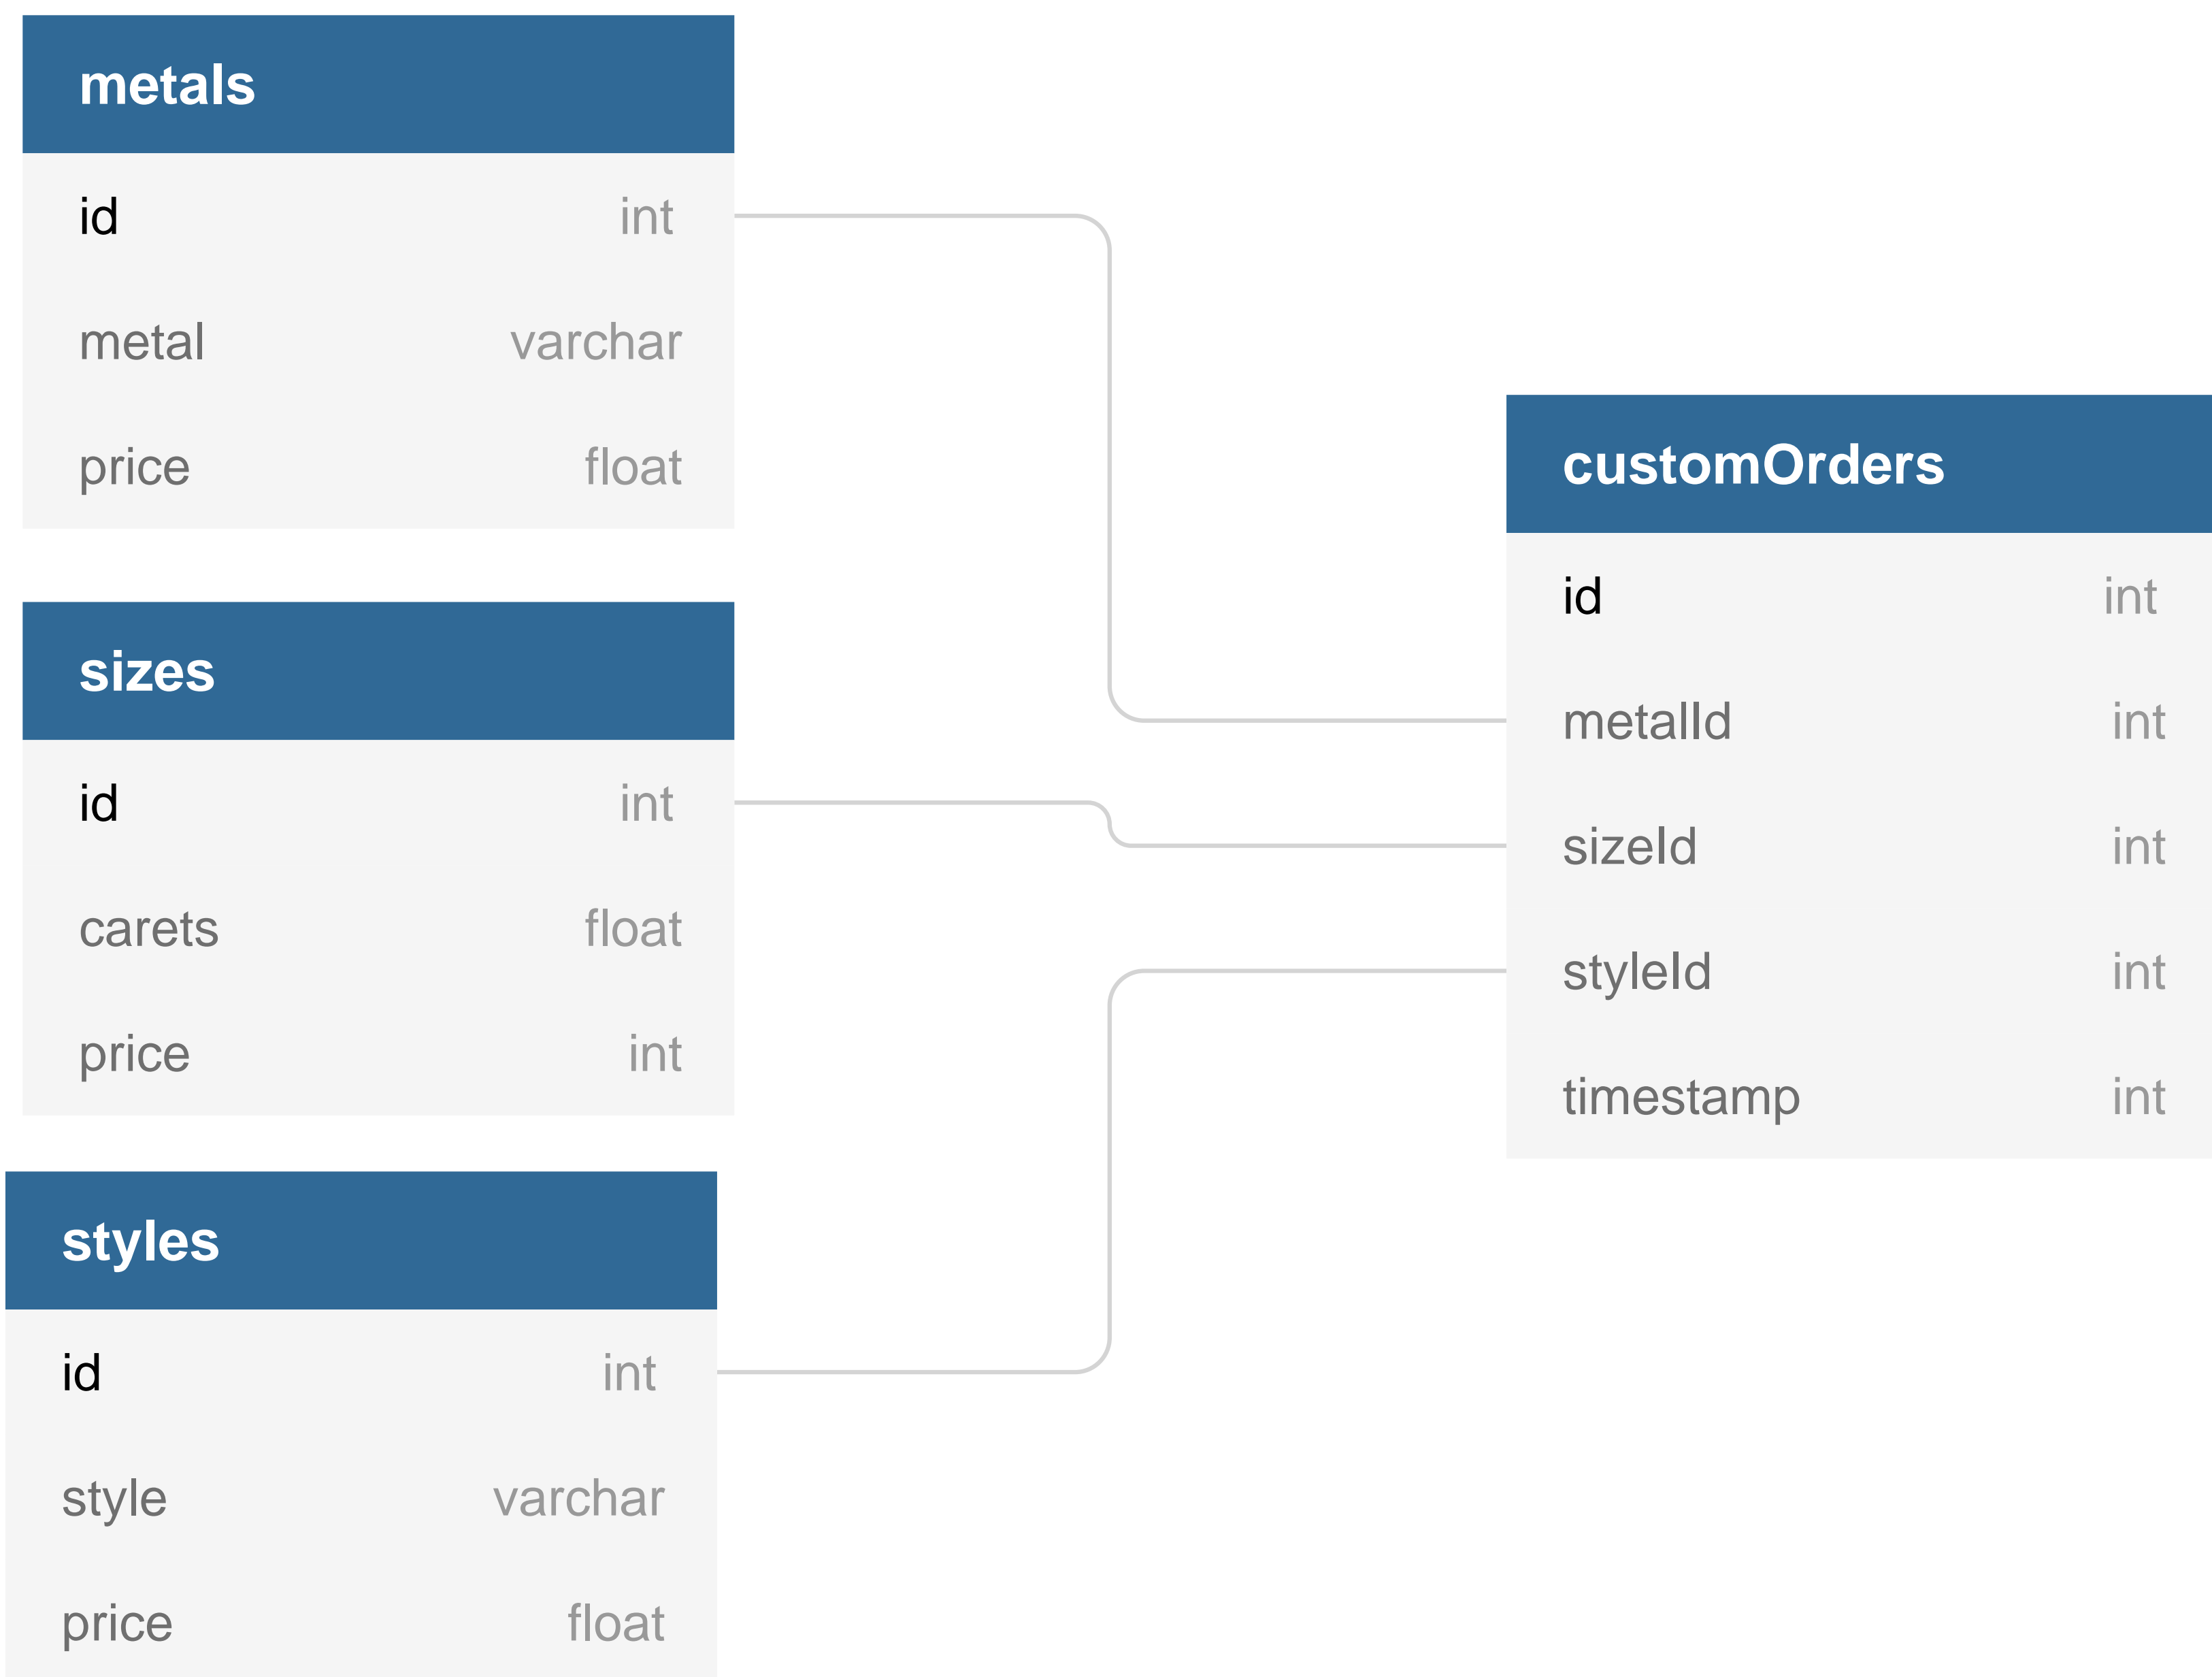 metals
id int
metal varchar
price float
sizes
id int
carets float
price int
styles
id int
style varchar
price float
customOrders
id int
metalId int
sizeId int
styleId int
timestamp int